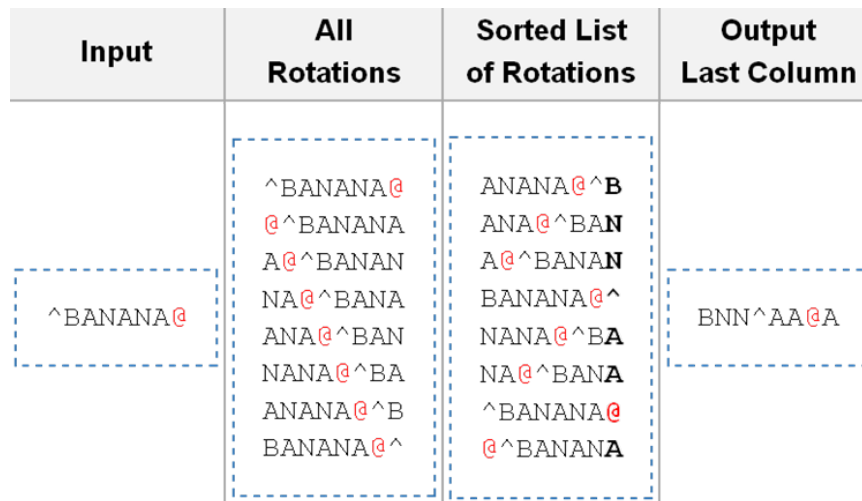 Input
All
Rotations
Sorted List
of Rotations
Output
Last Column
^BANANA@
^BANANA@
@^BANANA
A@^BANAN
NA@^BANA
ANA@^BAN
NANA@^BA
ANANA@^B
BANANA@^
ANANA@^B
ANA@^BAN
A@^BANAN
BANANA@^
NANA@^BA
NA@^BANA
^BANANA@
@^BANANA
BNN^AA@A